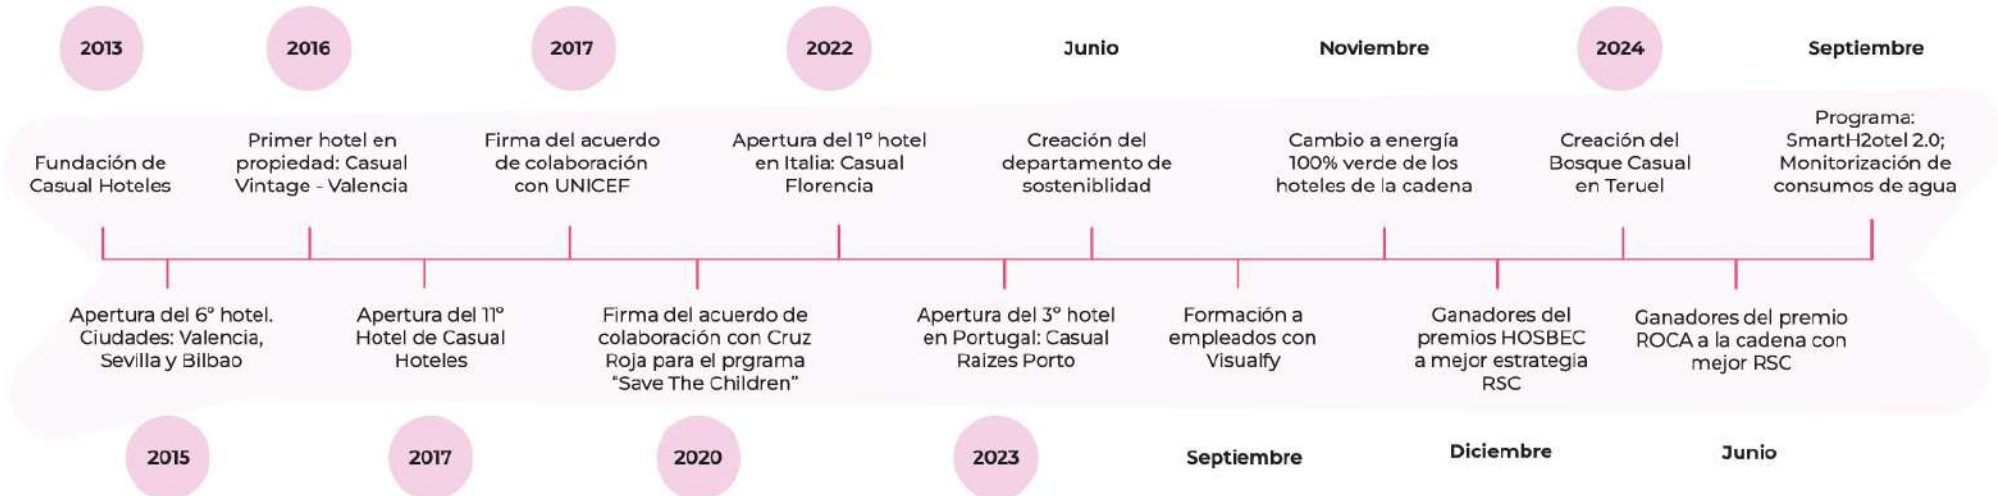 2013
2016
2017
2022
Junio
Noviembre
2024
Septiembre
Fundación de
Casual Hoteles
Primer hotel en
propiedad: Casual
Vintage - Valencia
Firma del acuerdo
de colaboración
con UNICEF
Apertura del 1º hotel
en Italia: Casual
Florencia
Creación del
departamento de
sosteniblidad
Cambio a energía
100% verde de los
hoteles de la cadena
Creación del
Bosque Casual
en Teruel
Programa:
SmartH2otel 2.0;
Monitorización de
consumos de agua
Apertura del 6º hotel.
Ciudades: Valencia,
Sevilla y Bilbao
Apertura del 11º
Hotel de Casual
Hoteles
Firma del acuerdo de
colaboración con Cruz
Roja para el prgrama
“Save The Children”
Apertura del 3º hotel
en Portugal: Casual
Raizes Porto
Formación a
empleados con
Visualfy
Ganadores del
premios HOSBEC
a mejor estrategia
RSC
Ganadores del premio
ROCA a la cadena con
mejor RSC
2015
2017
2020
2023
Septiembre
Diciembre
Junio